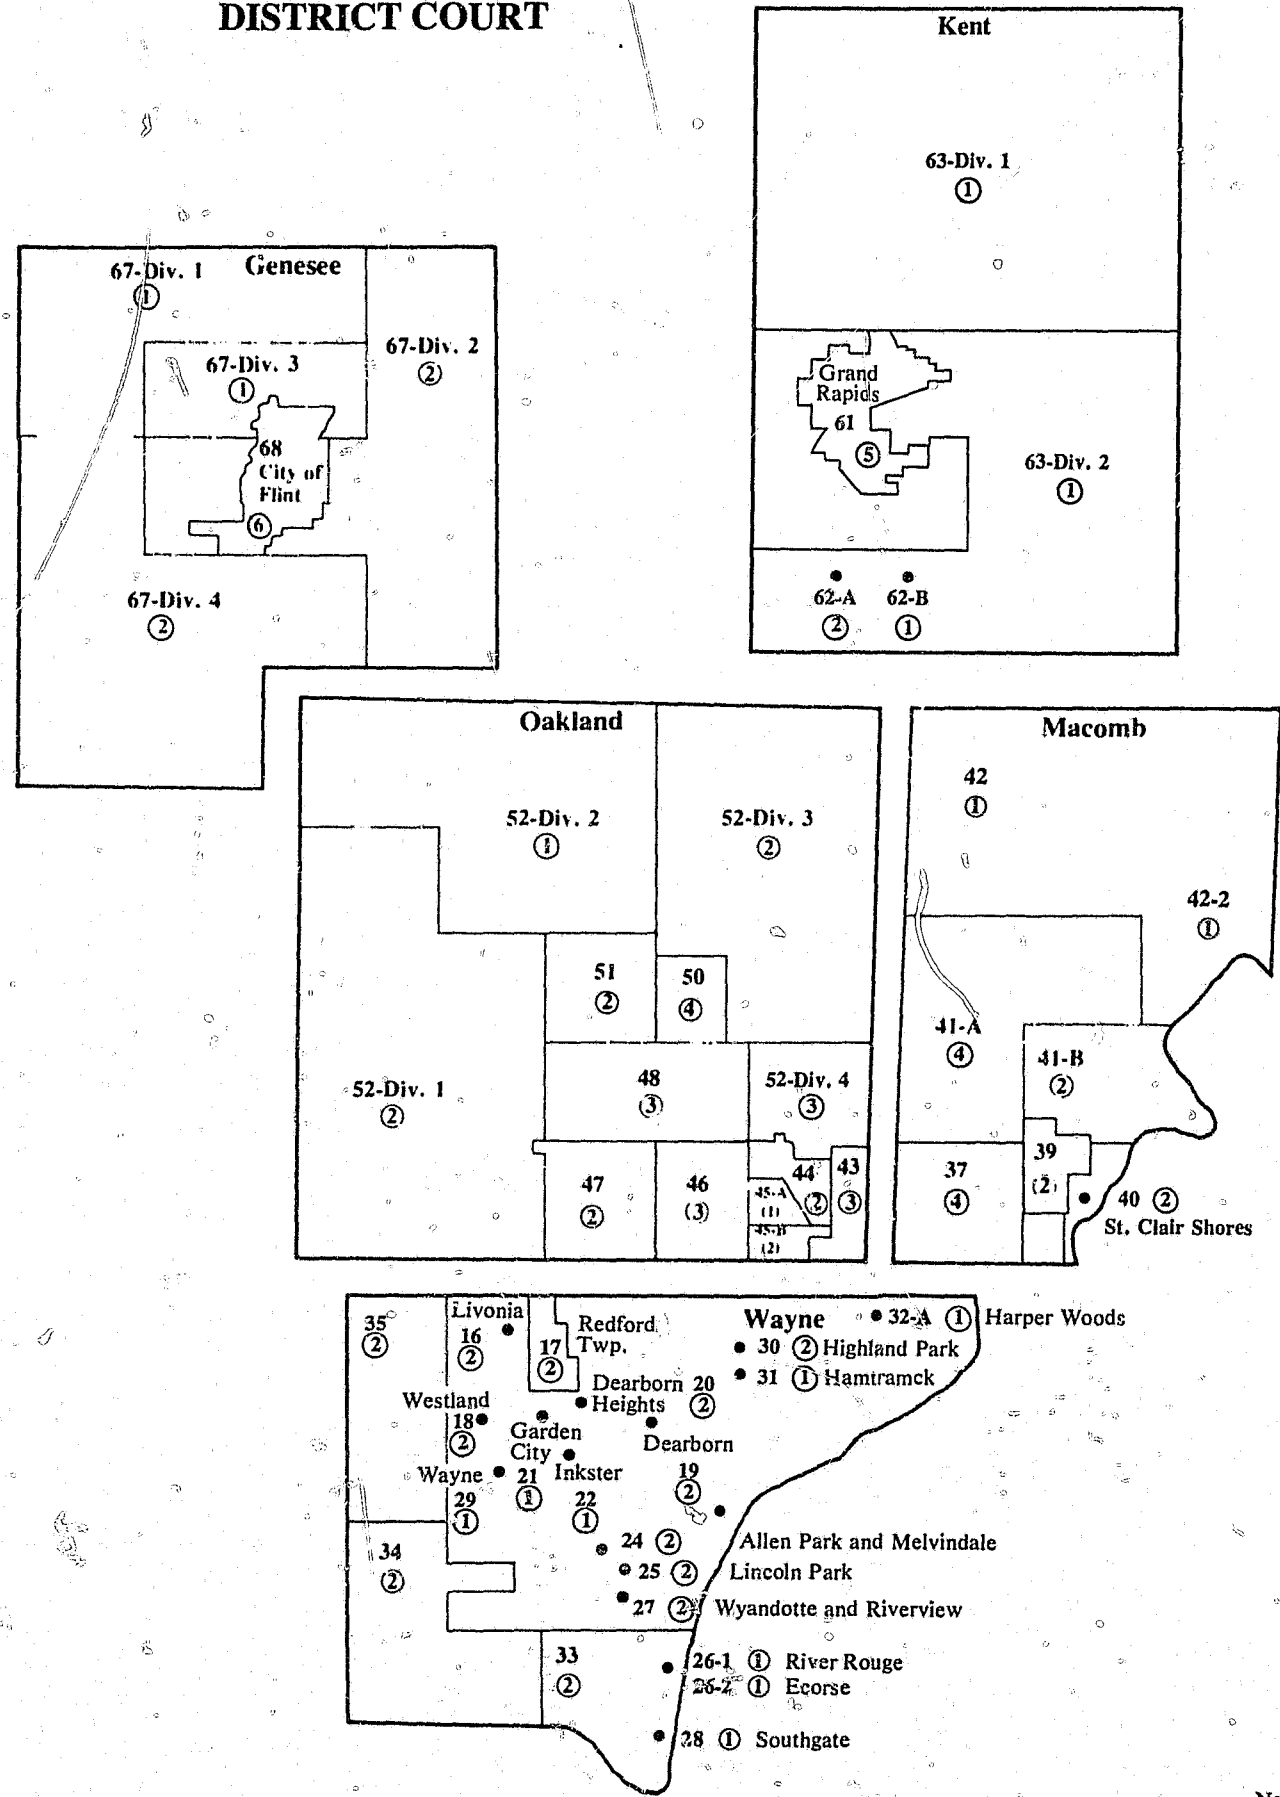 DISTRICT COURT
Kent
63-Div. 1
1
Grand
Rapids
61
5
63-Div. 2
1
62-A
2
62-B
1
Genesee
67-Div. 1
1
67-Div. 2
2
67-Div. 3
1
68
City of
Flint
6
67-Div. 4
2
Oakland
52-Div. 2
1
52-Div. 3
2
51
2
50
4
52-Div. 1
2
48
3
52-Div. 4
3
47
2
46
(3)
44
2
43
3
45-A
(1)
45-B
(2)
Macomb
42
1
42-2
1
41-A
4
41-B
2
37
4
39
(2)
40 2
St. Clair Shores
Wayne
32-A 1 Harper Woods
30 2 Highland Park
31 1 Hamtramck
35
2
Livonia
16
2
17
2
Redford
Twp.
Dearborn 20
Heights 2
Westland
18
2
Garden
City
21
1
Dearborn
19
2
Wayne
29
1
Inkster
22
1
24 2 Allen Park and Melvindale
25 2 Lincoln Park
27 2 Wyandotte and Riverview
34
2
33
2
26-1 1 River Rouge
26-2 1 Ecorse
28 1 Southgate